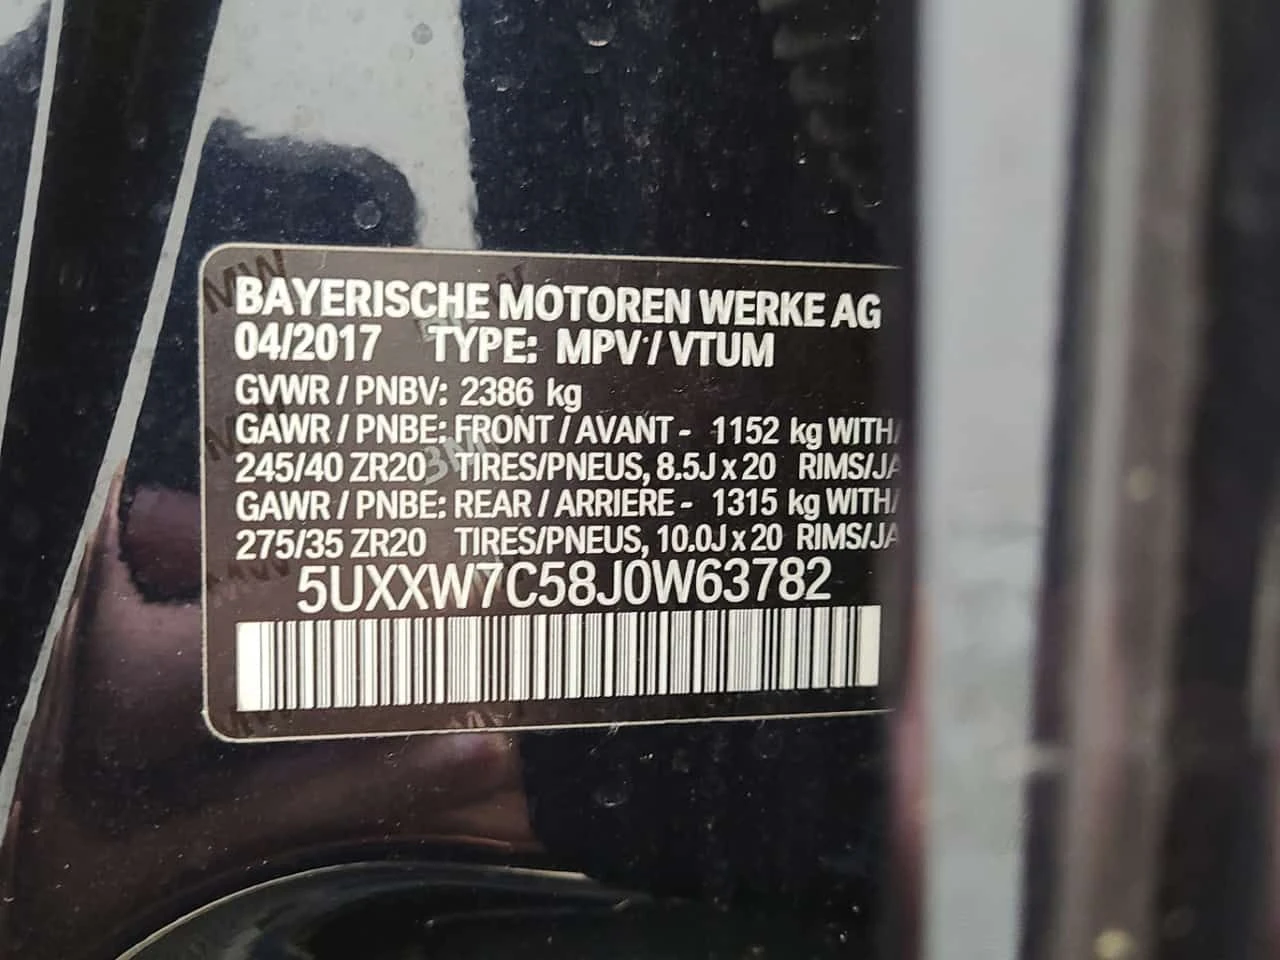 BAYERISCHE MOTOREN WERKE AG
04/2017 TYPE: MPV / VTUM
GVWR / PNBV: 2386 kg
GAWR / PNBE: FRONT / AVANT - 1152 kg WITH/
245/40 ZR20 TIRES/PNEUS, 8.5J x 20 RIMS/JA
GAWR / PNBE: REAR / ARRIERE - 1315 kg WITH/
275/35 ZR20 TIRES/PNEUS, 10.0J x 20 RIMS/JA
5UXXW7C58J0W63782